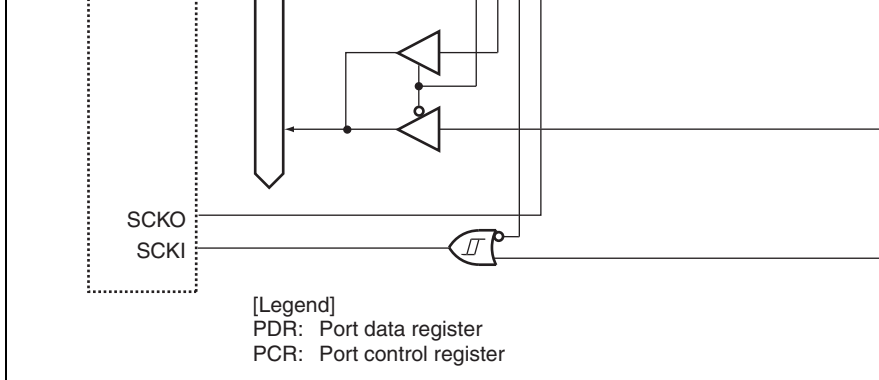 SCKO
SCKI
[Legend]
PDR: Port data register
PCR: Port control register